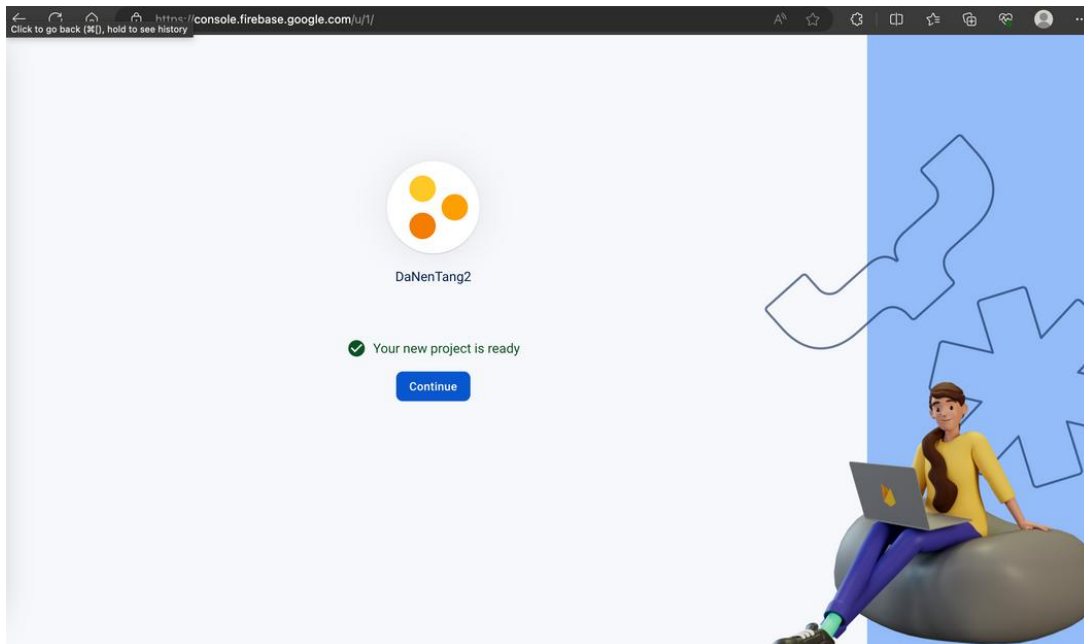 https://console.firebase.google.com/u/1/
Click to go back (⌘[), hold to see history
DaNenTang2
Your new project is ready
Continue